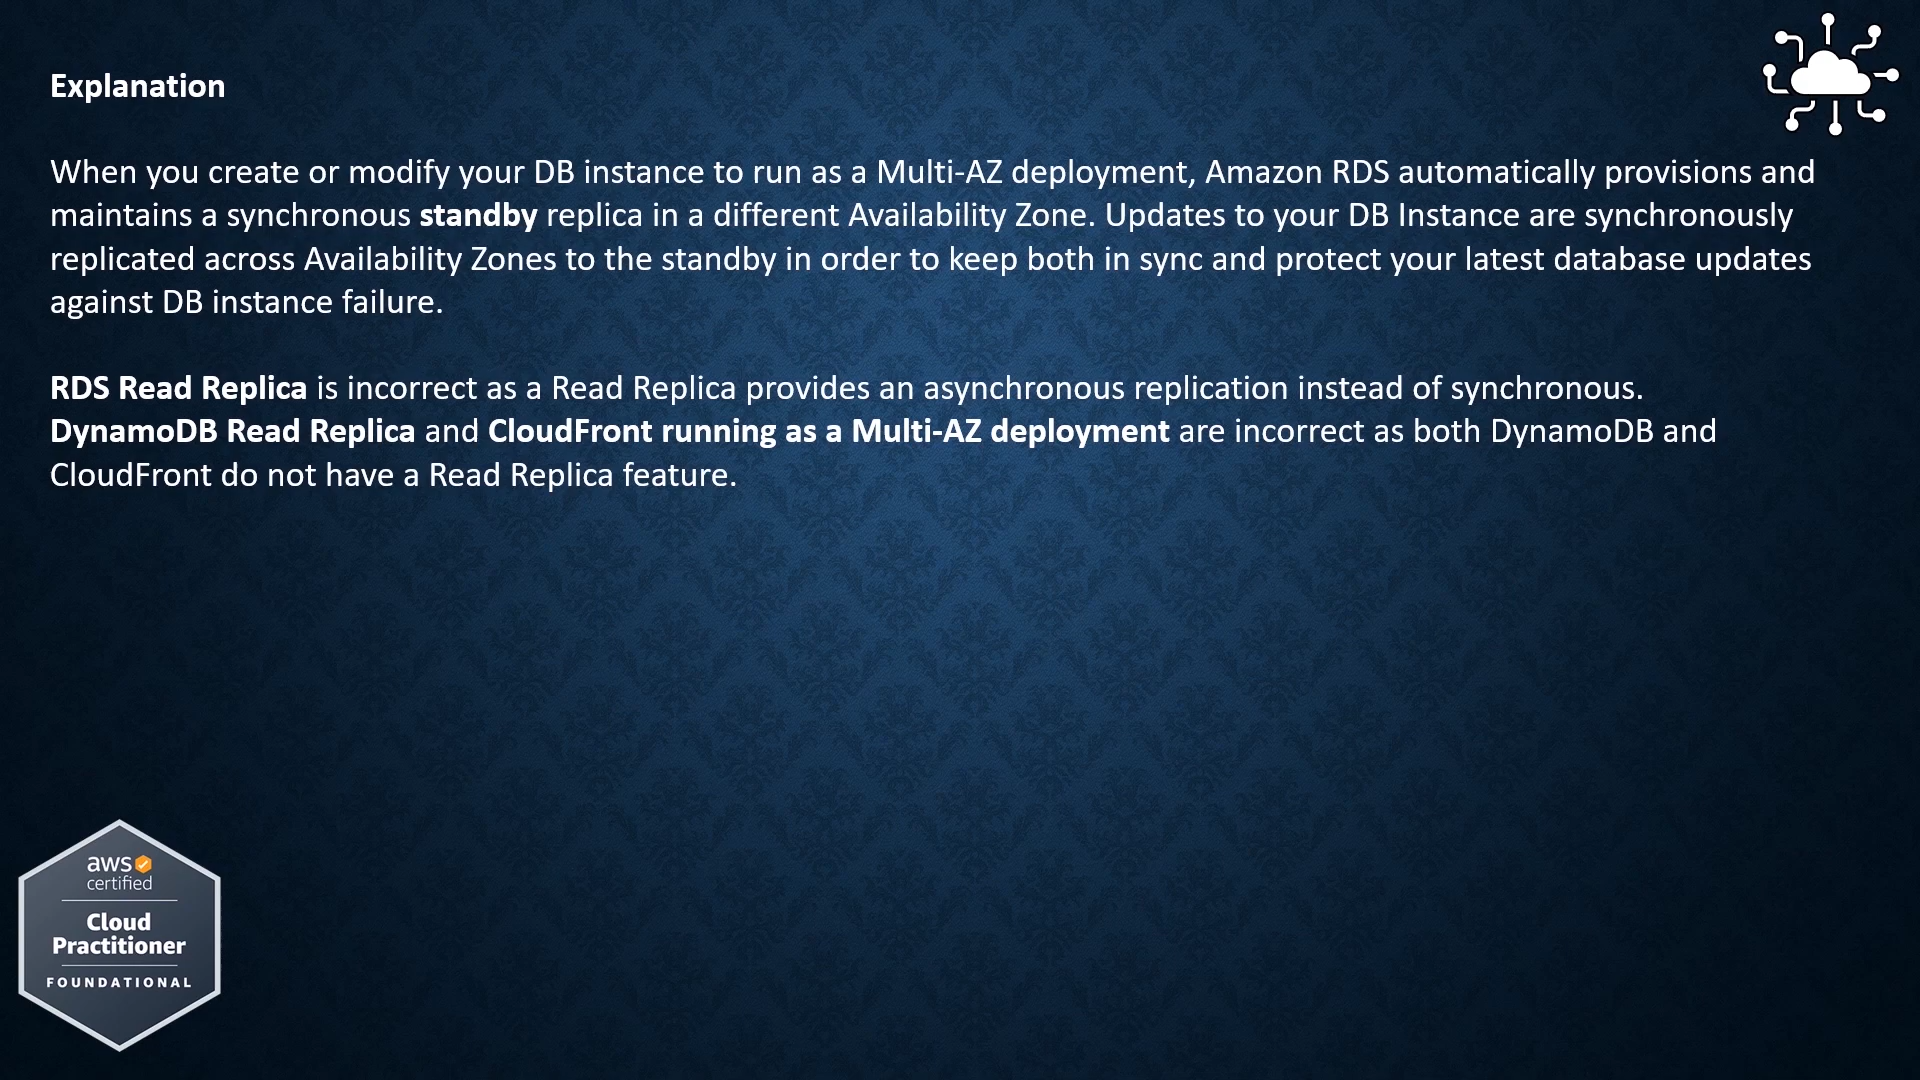 Explanation
When you create or modify your DB instance to run as a Multi-AZ deployment, Amazon RDS automatically provisions and
maintains a synchronous standby replica in a different Availability Zone. Updates to your DB Instance are synchronously
replicated across Availability Zones to the standby in order to keep both in sync and protect your latest database updates
against DB instance failure.
RDS Read Replica is incorrect as a Read Replica provides an asynchronous replication instead of synchronous.
DynamoDB Read Replica and CloudFront running as a Multi-AZ deployment are incorrect as both DynamoDB and
CloudFront do not have a Read Replica feature.
aws
certified
Cloud
Practitioner
FOUNDATIONAL